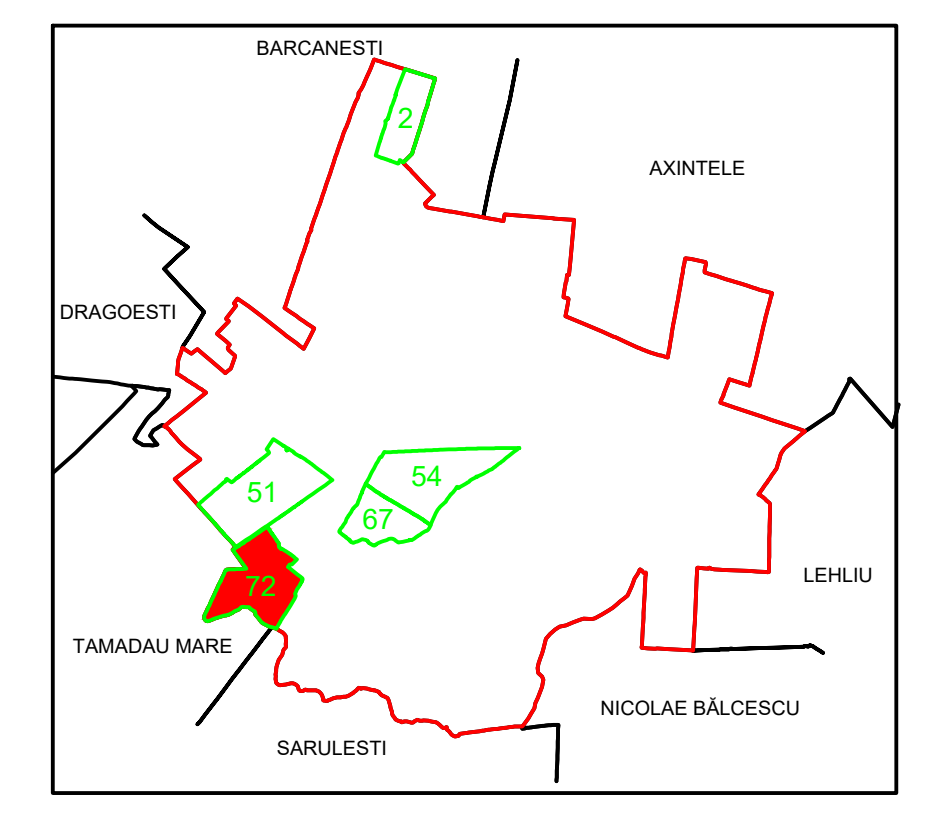 BARCANESTI
2
AXINTELE
DRAGOESTI
51
54
67
72
LEHLIU
TAMADAU MARE
NICOLAE BĂLCESCU
SARULESTI